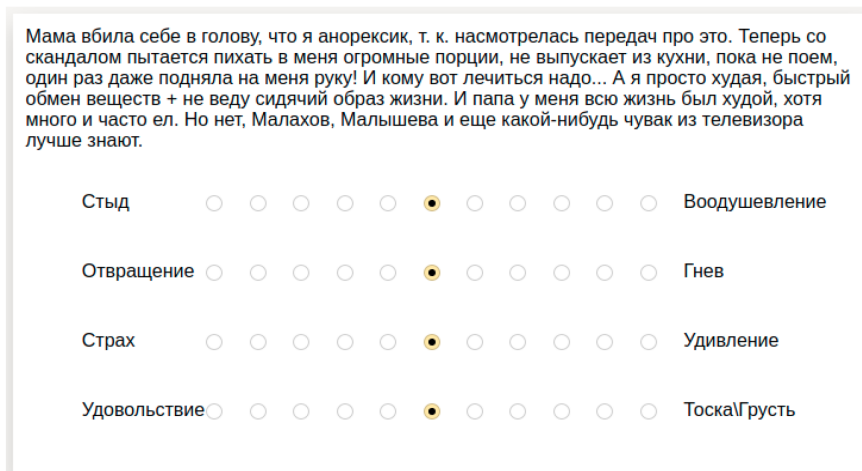 Мама вбила себе в голову, что я анорексик, т. к. насмотрелась передач про это. Теперь со
скандалом пытается пихать в меня огромные порции, не выпускает из кухни, пока не поем,
один раз даже подняла на меня руку! И кому вот лечиться надо... А я просто худая, быстрый
обмен веществ + не веду сидячий образ жизни. И папа у меня всю жизнь был худой, хотя
много и часто ел. Но нет, Малахов, Малышева и еще какой-нибудь чувак из телевизора
лучше знают.
Стыд Воодушевление
Отвращение Гнев
Страх Удивление
Удовольствие Тоска\Грусть